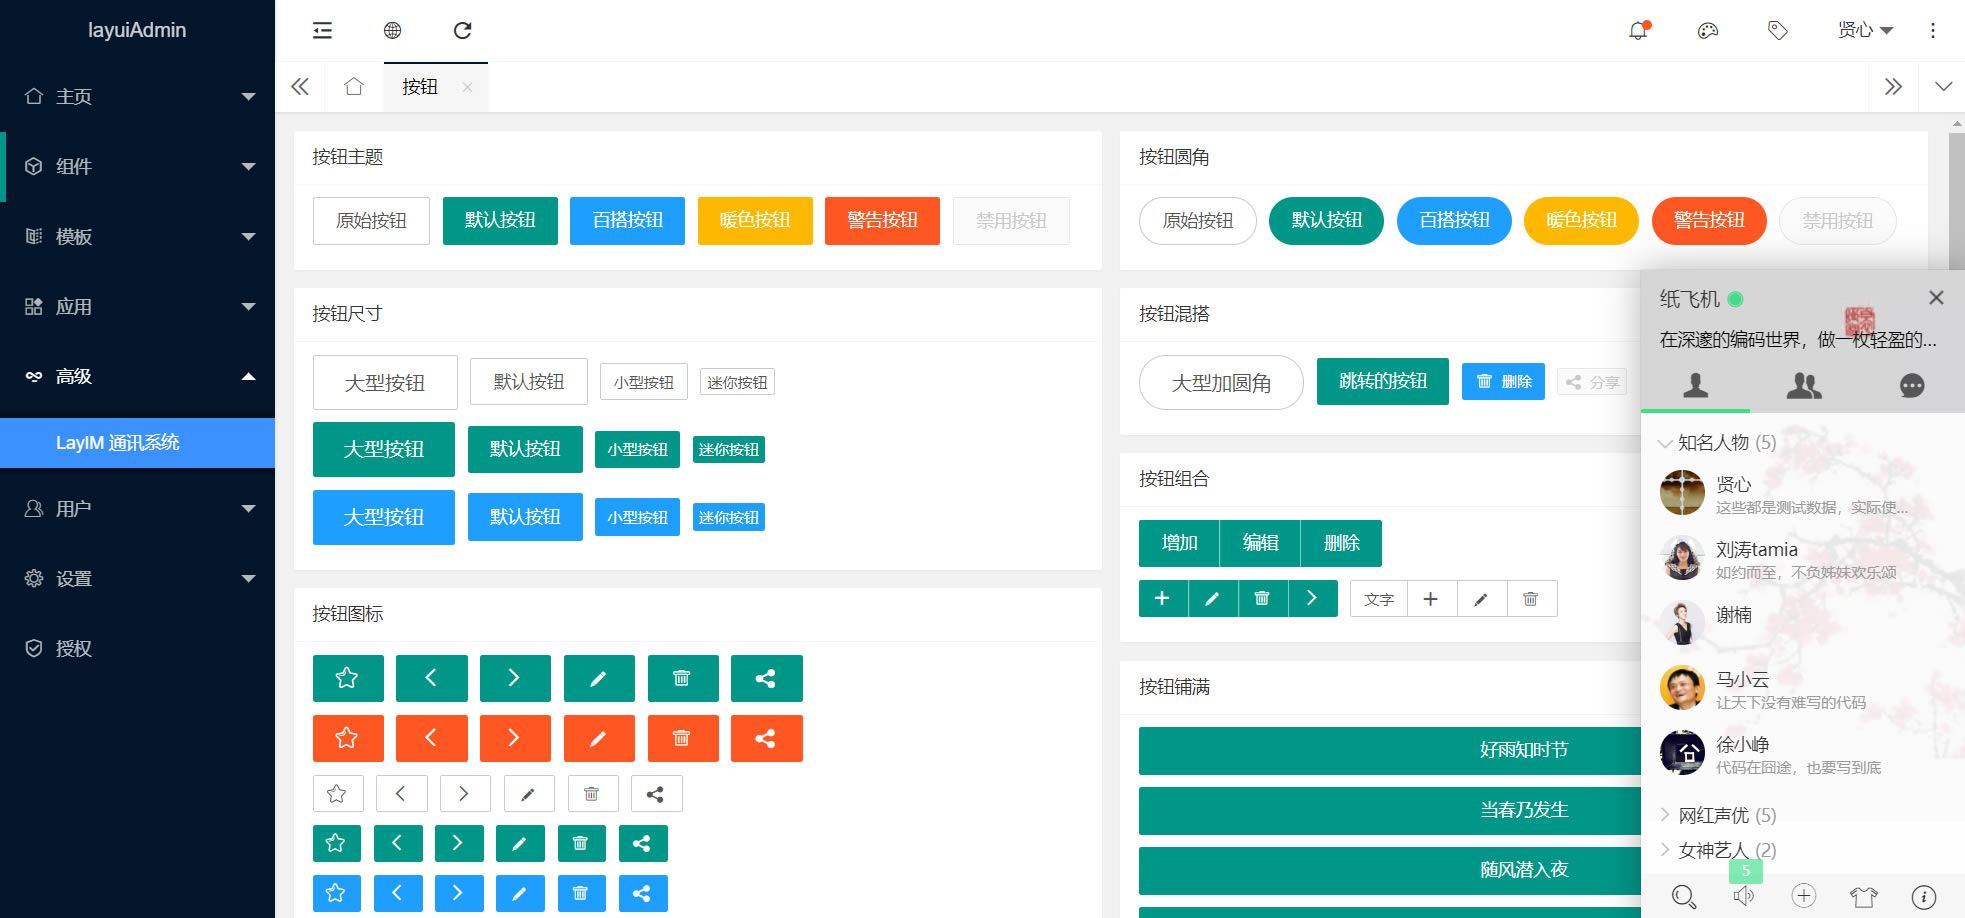 layuiAdmin
主页
组件
模板
应用
高级
LayIM 通讯系统
用户
设置
授权
贤心
按钮
按钮主题
原始按钮 默认按钮 百搭按钮 暖色按钮 警告按钮 禁用按钮
按钮尺寸
大型按钮 默认按钮 小型按钮 迷你按钮
大型按钮 默认按钮 小型按钮 迷你按钮
大型按钮 默认按钮 小型按钮 迷你按钮
按钮图标
按钮圆角
原始按钮 默认按钮 百搭按钮 暖色按钮 警告按钮 禁用按钮
按钮混搭
大型加圆角 跳转的按钮 删除 分享
按钮组合
增加 编辑 删除
文字
按钮铺满
好雨知时节
当春乃发生
随风潜入夜
纸飞机
在深邃的编码世界，做一枚轻盈的...
知名人物 (5)
贤心
这些都是测试数据，实际使...
刘涛tamia
如约而至，不负姊妹欢乐颂
谢楠
马小云
让天下没有难写的代码
徐小峥
代码在囧途，也要写到底
网红声优 (5)
女神艺人 (2)
5